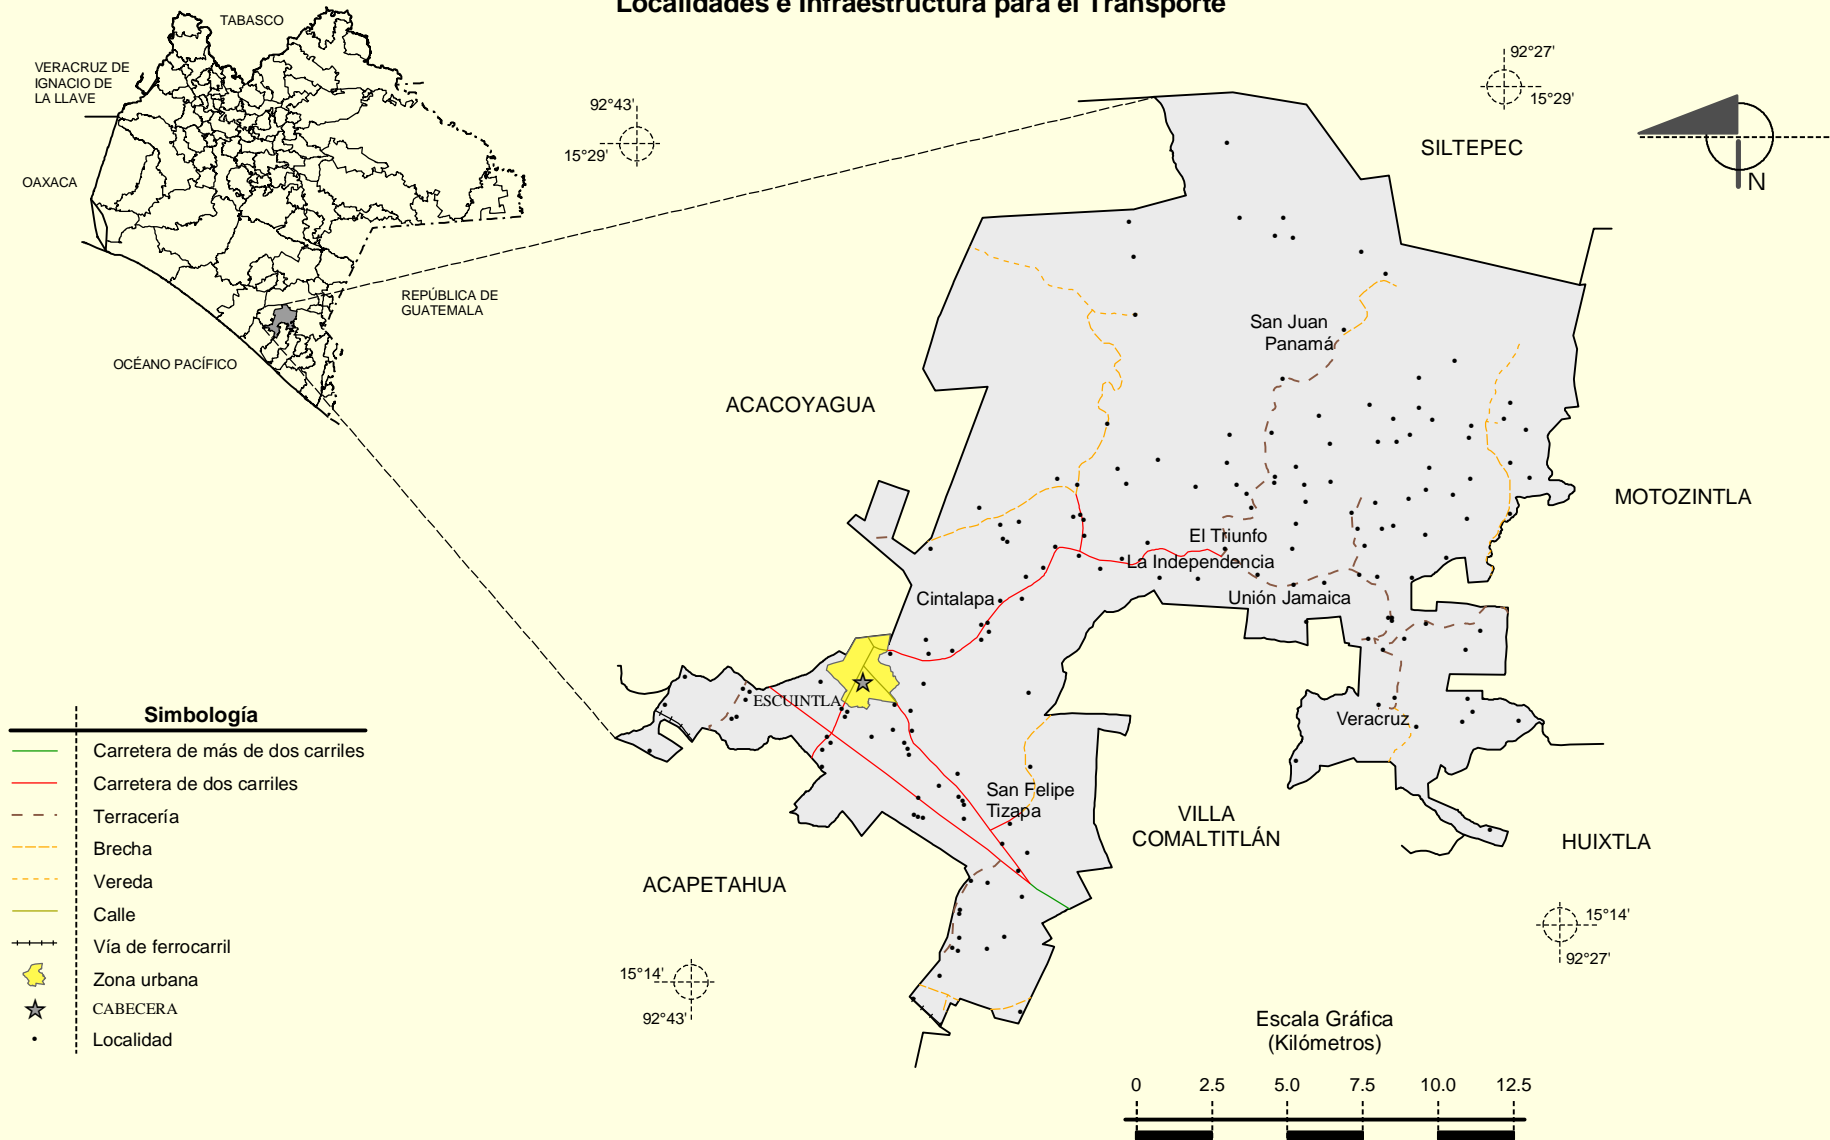 Localidades e Infraestructura para el Transporte
TABASCO
VERACRUZ DE
IGNACIO DE
LA LLAVE
OAXACA
REPÚBLICA DE
GUATEMALA
OCÉANO PACÍFICO
92°43'
15°29'
92°27'
15°29'
SILTEPEC
N
San Juan
Panamá
ACACOYAGUA
MOTOZINTLA
El Triunfo
La Independencia
Cintalapa
Unión Jamaica
ESCUINTLA
Veracruz
San Felipe
Tizapa
VILLA
COMALTITLÁN
HUIXTLA
ACAPETAHUA
15°14'
92°27'
15°14'
92°43'
Simbología
Carretera de más de dos carriles
Carretera de dos carriles
Terracería
Brecha
Vereda
Calle
Vía de ferrocarril
Zona urbana
CABECERA
Localidad
Escala Gráfica
(Kilómetros)
0 2.5 5.0 7.5 10.0 12.5